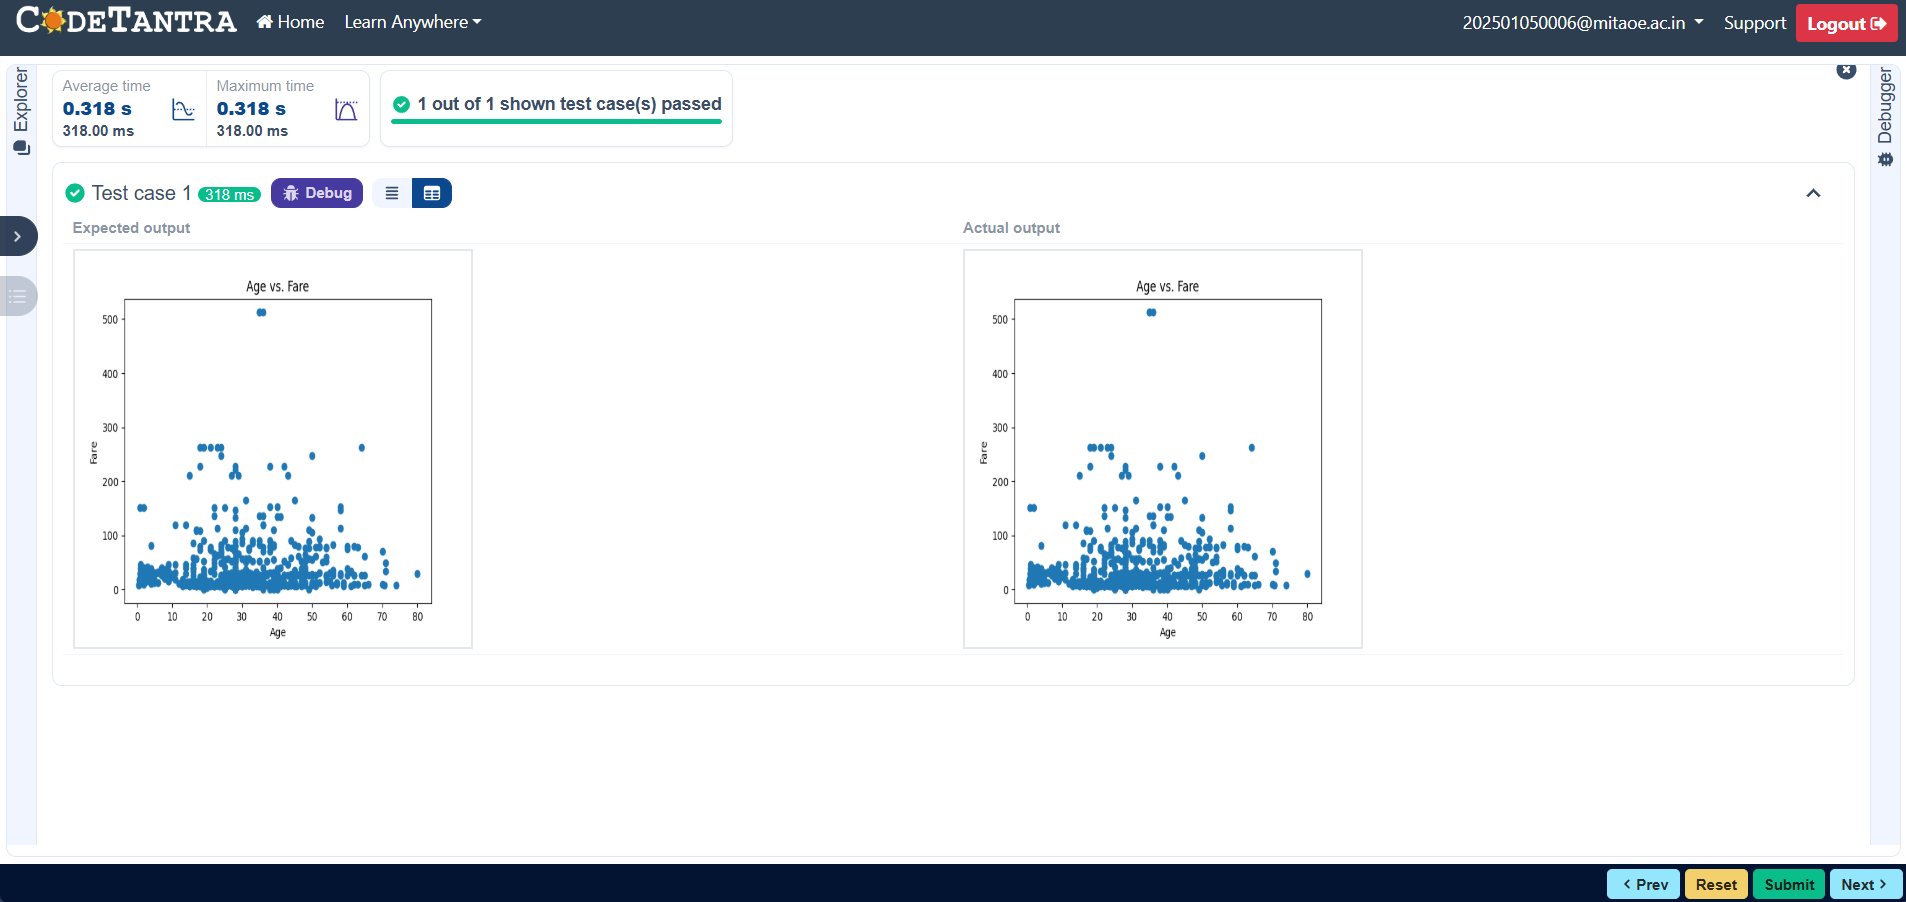 CODETANTRA Home Learn Anywhere 202501050006@mitaoe.ac.in Support Logout
Explorer
Debugger
Average time
0.318 s
318.00 ms
Maximum time
0.318 s
318.00 ms
1 out of 1 shown test case(s) passed
Test case 1 318 ms Debug
Expected output
Actual output
Age vs. Fare
500
400
300
200
100
0
Fare
0 10 20 30 40 50 60 70 80
Age
Age vs. Fare
500
400
300
200
100
0
Fare
0 10 20 30 40 50 60 70 80
Age
Prev Reset Submit Next